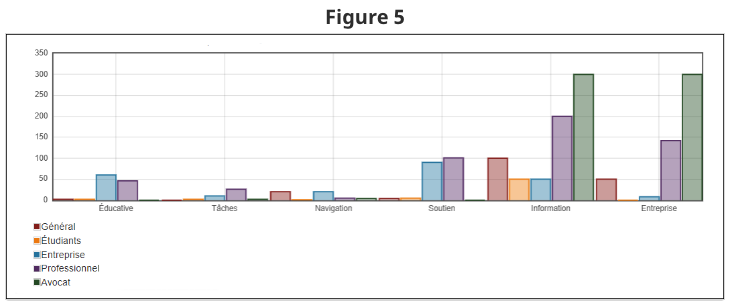 Figure 5
350
300
250
200
150
100
50
0
Éducative Tâches Navigation Soutien Information Entreprise
Général
Étudiants
Entreprise
Professionnel
Avocat